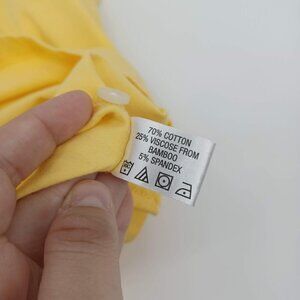 70% COTTON
25% VISCOSE FROM
BAMBOO
5% SPANDEX